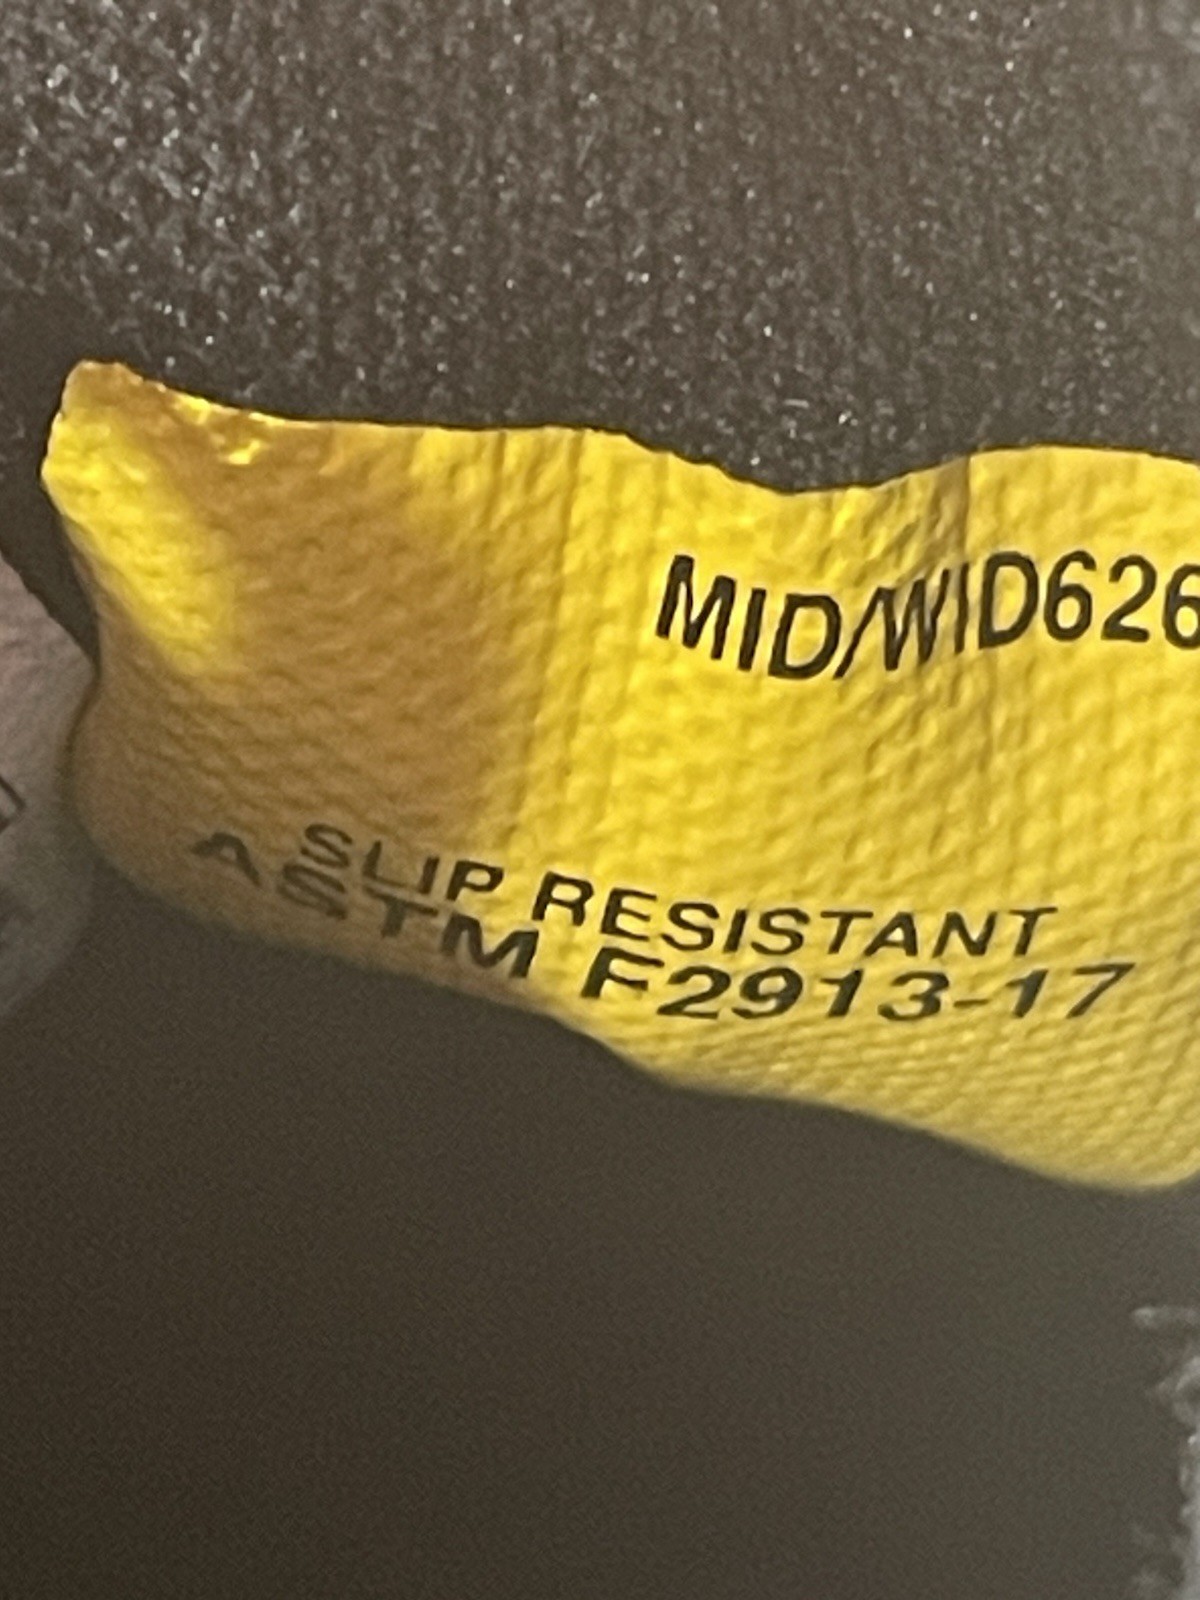 MID/WID626
SLIP RESISTANT
ASTM F2913-17